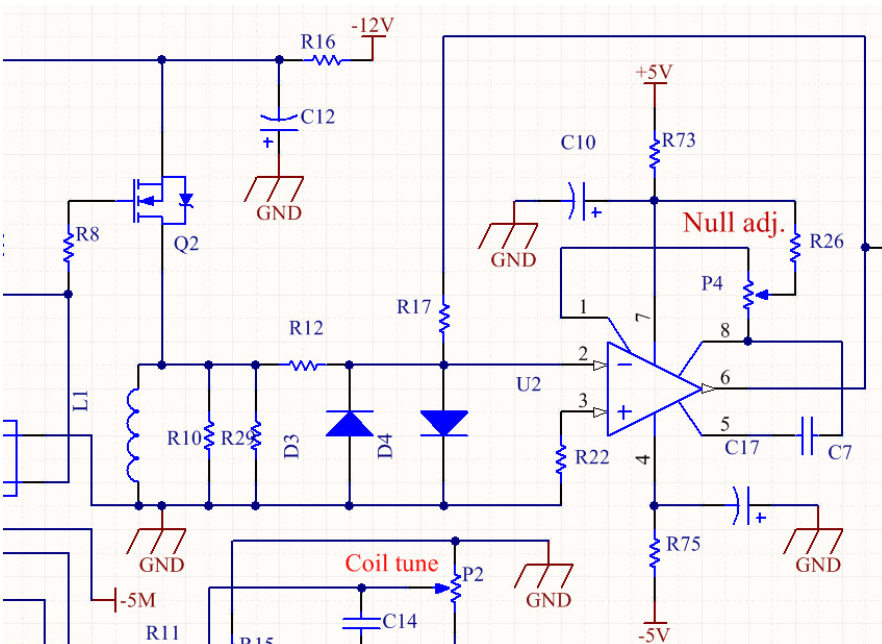 -12V
R16
C12
+
GND
+5V
R73
C10
+
GND
Null adj.
R26
P4
R8
Q2
R17
1
7
8
R12
2
U2
6
3
5
L1
R10
R29
D3
D4
R22
4
C17
C7
+
GND
GND
R75
-5V
Coil tune
P2
GND
-5M
C14
R11
R15